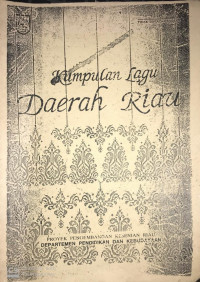 Kumpulan Lagu
Daerah Riau
PROYEK PENGEMBANGAN KESENIAN RIAU
DEPARTEMEN PENDIDIKAN DAN KEBUDAYAAN